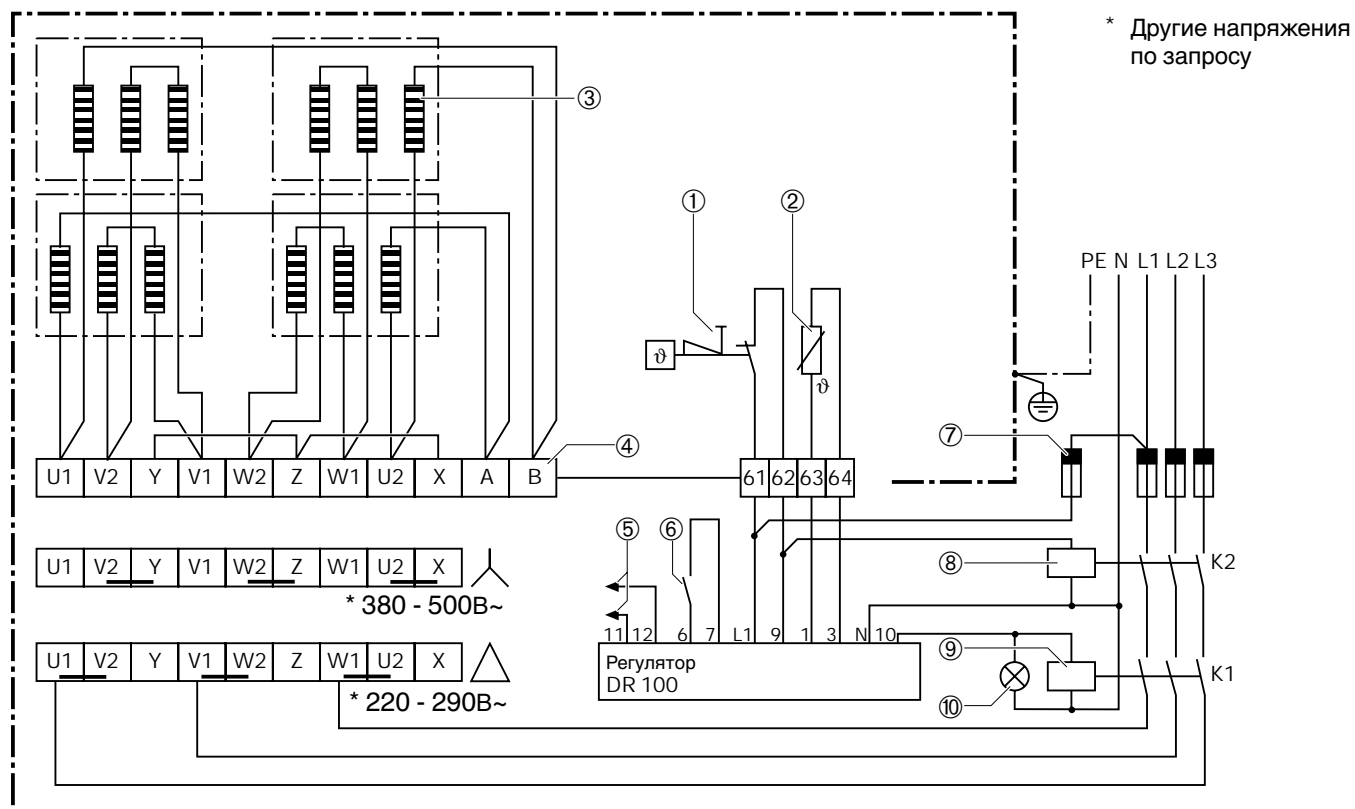 * Другие напряжения
по запросу
③
① ②
PE N L1 L2 L3
ϑ
ϑ
④ ⑦
U1 V2 Y V1 W2 Z W1 U2 X A B
61 62 63 64
⑤ ⑥
⑧ K2
U1 V2 Y V1 W2 Z W1 U2 X
* 380 - 500В~
11 12 6 7 L1 9 1 3 N 10
⑨
U1 V2 Y V1 W2 Z W1 U2 X
Регулятор
DR 100
K1
⑩
* 220 - 290В~